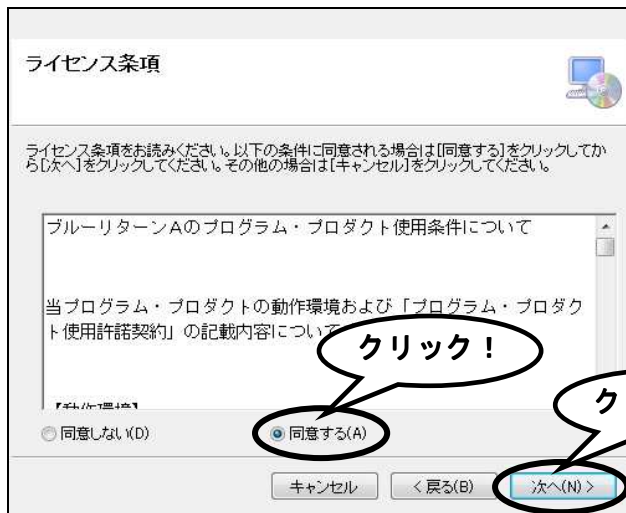 ライセンス条項
ライセンス条項をお読みください。以下の条件に同意される場合は[同意する]をクリックしてか
ら[次へ]をクリックしてください。その他の場合は[キャンセル]をクリックしてください。
ブルーリターンAのプログラム・プロダクト使用条件について
当プログラム・プロダクトの動作環境および「プログラム・プロダク
ト使用許諾契約」の記載内容について
クリック！
【動作環境】
ク
同意しない(D)
同意する(A)
キャンセル
< 戻る(B)
次へ(N) >